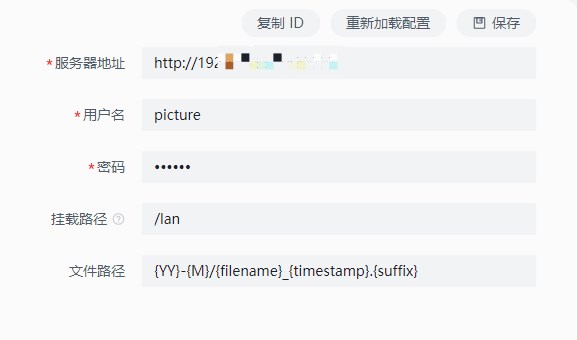 复制 ID 重新加载配置 保存
*服务器地址 http://192
*用户名 picture
*密码 ••••••
挂载路径 /lan
文件路径 {YY}-{M}/{filename}_{timestamp}.{suffix}